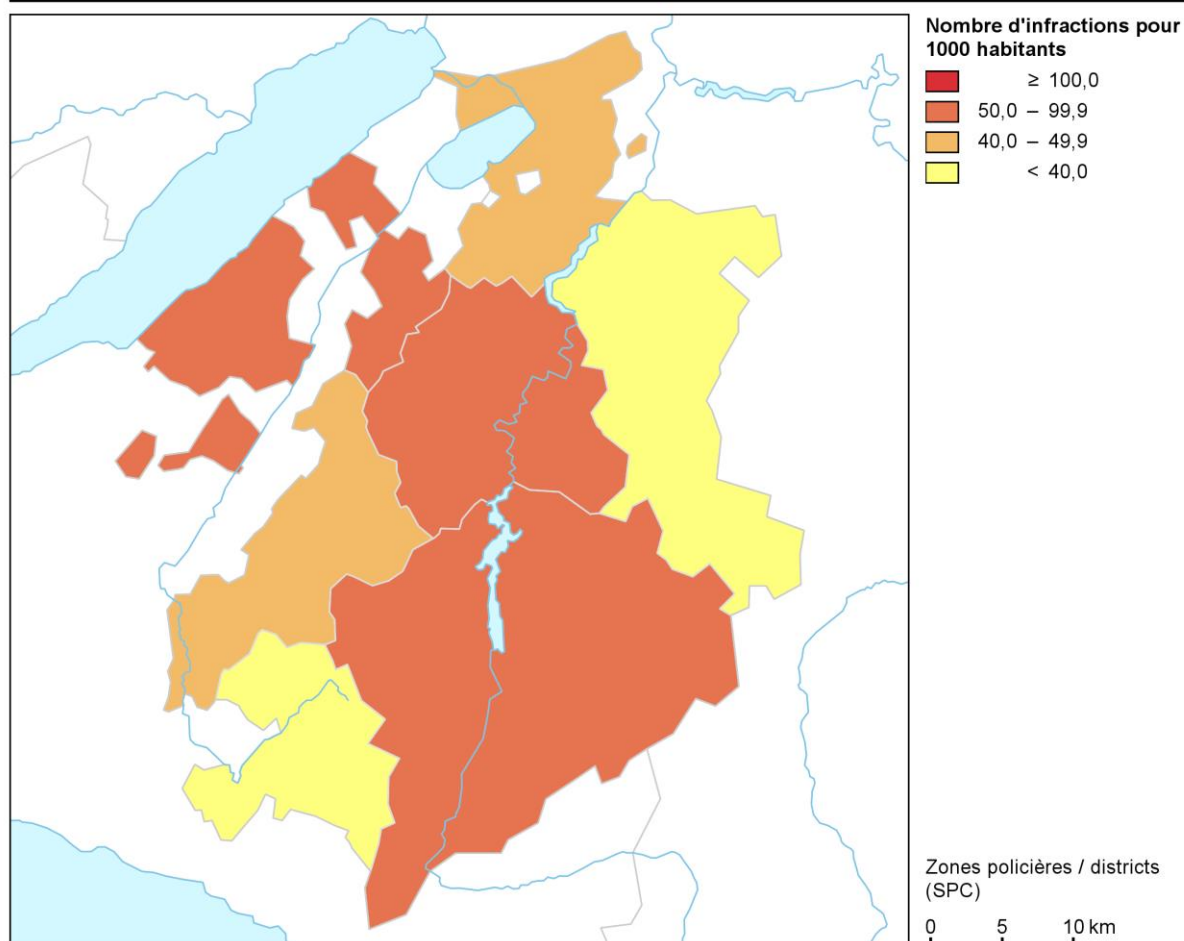 Nombre d'infractions pour
1000 habitants
≥ 100,0
50,0 – 99,9
40,0 – 49,9
< 40,0
Zones policières / districts
(SPC)
0 5 10 km